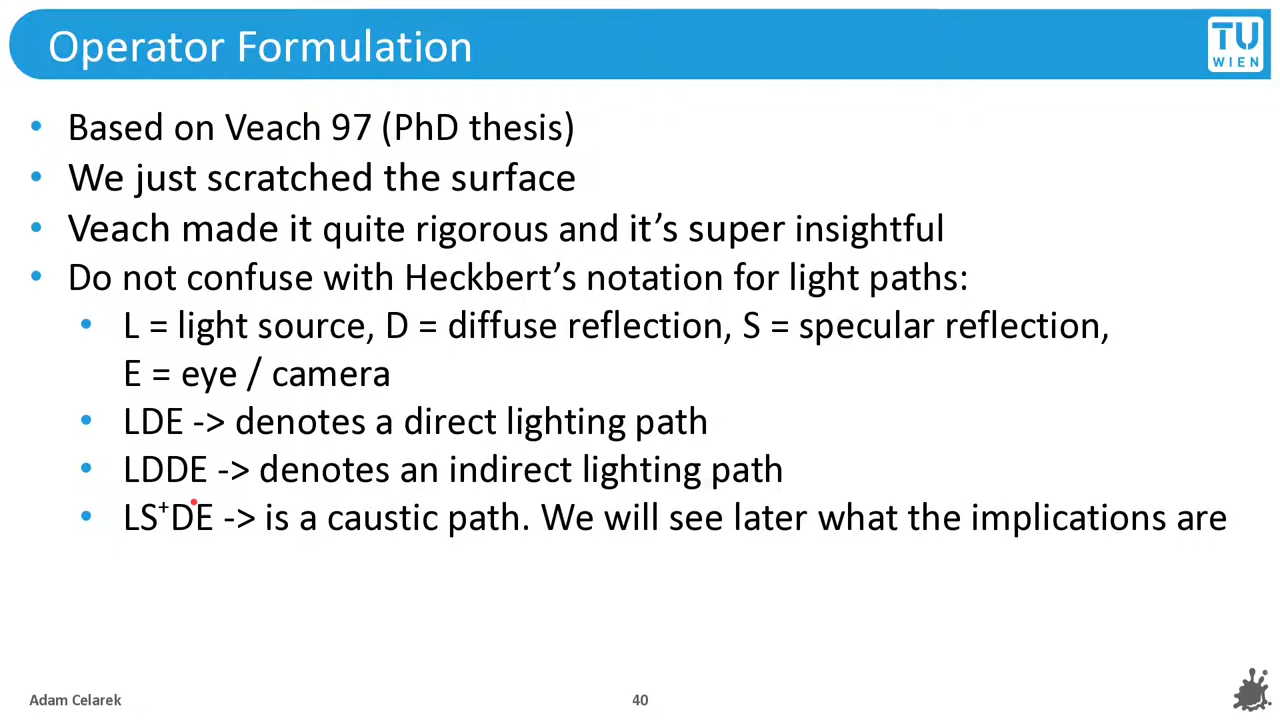 Operator Formulation
TU
WIEN
• Based on Veach 97 (PhD thesis)
• We just scratched the surface
• Veach made it quite rigorous and it’s super insightful
• Do not confuse with Heckbert’s notation for light paths:
• L = light source, D = diffuse reflection, S = specular reflection,
E = eye / camera
• LDE -> denotes a direct lighting path
• LDDE -> denotes an indirect lighting path
• LS⁺DE -> is a caustic path. We will see later what the implications are
Adam Celarek
40